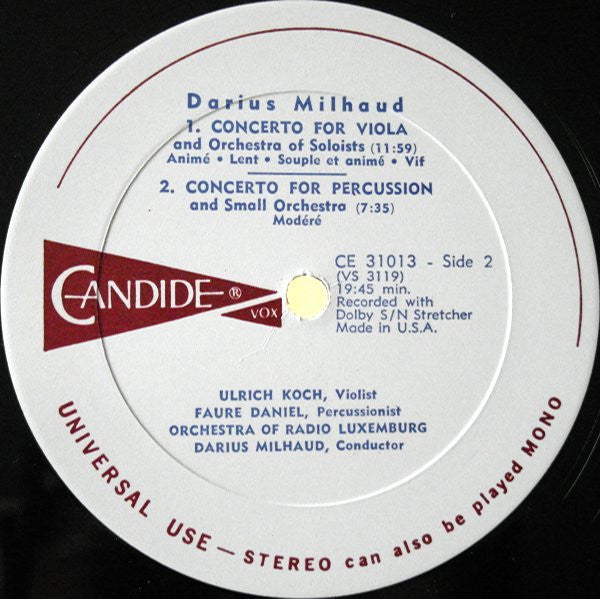 Darius Milhaud
1. CONCERTO FOR VIOLA
and Orchestra of Soloists (11:59)
Animé • Lent • Souple et animé • Vif
2. CONCERTO FOR PERCUSSION
and Small Orchestra (7:35)
Modéré
CANDIDE ®
VOX
CE 31013 - Side 2
(VS 3119)
19:45 min.
Recorded with
Dolby S/N Stretcher
Made in U.S.A.
ULRICH KOCH, Violist
FAURE DANIEL, Percussionist
ORCHESTRA OF RADIO LUXEMBURG
DARIUS MILHAUD, Conductor
UNIVERSAL USE — STEREO can also be played MONO